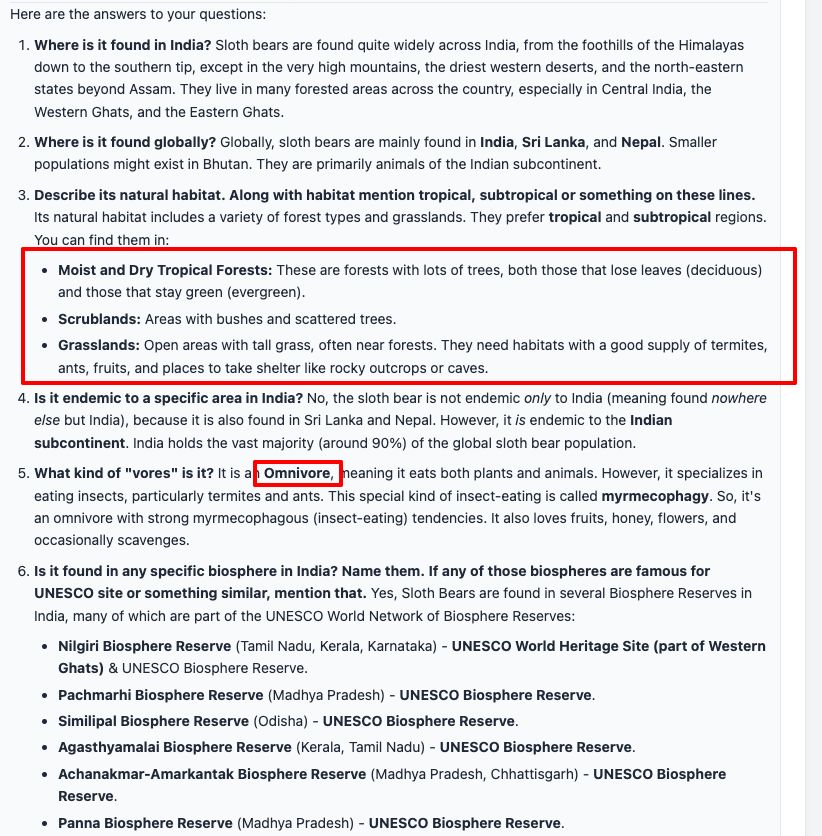 Here are the answers to your questions:
1. Where is it found in India? Sloth bears are found quite widely across India, from the foothills of the Himalayas
down to the southern tip, except in the very high mountains, the driest western deserts, and the north-eastern
states beyond Assam. They live in many forested areas across the country, especially in Central India, the
Western Ghats, and the Eastern Ghats.
2. Where is it found globally? Globally, sloth bears are mainly found in India, Sri Lanka, and Nepal. Smaller
populations might exist in Bhutan. They are primarily animals of the Indian subcontinent.
3. Describe its natural habitat. Along with habitat mention tropical, subtropical or something on these lines.
Its natural habitat includes a variety of forest types and grasslands. They prefer tropical and subtropical regions.
You can find them in:
• Moist and Dry Tropical Forests: These are forests with lots of trees, both those that lose leaves (deciduous)
and those that stay green (evergreen).
• Scrublands: Areas with bushes and scattered trees.
• Grasslands: Open areas with tall grass, often near forests. They need habitats with a good supply of termites,
ants, fruits, and places to take shelter like rocky outcrops or caves.
4. Is it endemic to a specific area in India? No, the sloth bear is not endemic only to India (meaning found nowhere
else but India), because it is also found in Sri Lanka and Nepal. However, it is endemic to the Indian
subcontinent. India holds the vast majority (around 90%) of the global sloth bear population.
5. What kind of "vores" is it? It is an Omnivore, meaning it eats both plants and animals. However, it specializes in
eating insects, particularly termites and ants. This special kind of insect-eating is called myrmecophagy. So, it's
an omnivore with strong myrmecophagous (insect-eating) tendencies. It also loves fruits, honey, flowers, and
occasionally scavenges.
6. Is it found in any specific biosphere in India? Name them. If any of those biospheres are famous for
UNESCO site or something similar, mention that. Yes, Sloth Bears are found in several Biosphere Reserves in
India, many of which are part of the UNESCO World Network of Biosphere Reserves:
• Nilgiri Biosphere Reserve (Tamil Nadu, Kerala, Karnataka) - UNESCO World Heritage Site (part of Western
Ghats) & UNESCO Biosphere Reserve.
• Pachmarhi Biosphere Reserve (Madhya Pradesh) - UNESCO Biosphere Reserve.
• Similipal Biosphere Reserve (Odisha) - UNESCO Biosphere Reserve.
• Agasthyamalai Biosphere Reserve (Kerala, Tamil Nadu) - UNESCO Biosphere Reserve.
• Achanakmar-Amarkantak Biosphere Reserve (Madhya Pradesh, Chhattisgarh) - UNESCO Biosphere
Reserve.
• Panna Biosphere Reserve (Madhya Pradesh) - UNESCO Biosphere Reserve.